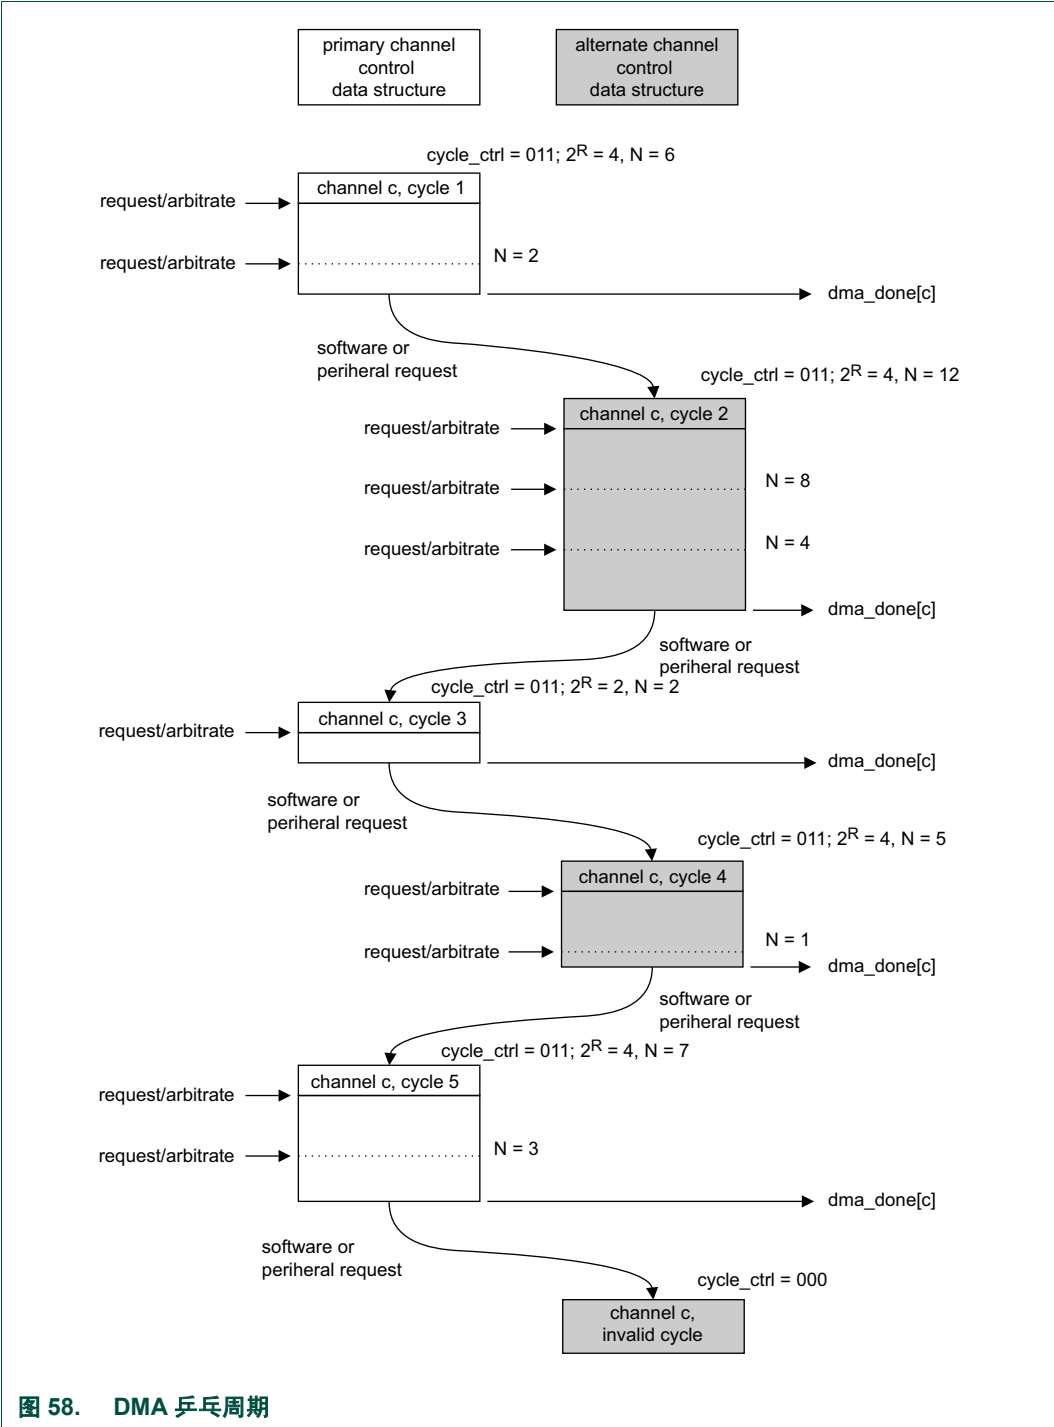 primary channel
control
data structure
alternate channel
control
data structure
cycle_ctrl = 011; 2^R = 4, N = 6
channel c, cycle 1
request/arbitrate
request/arbitrate
N = 2
dma_done[c]
software or
periheral request
cycle_ctrl = 011; 2^R = 4, N = 12
channel c, cycle 2
request/arbitrate
request/arbitrate
N = 8
request/arbitrate
N = 4
dma_done[c]
software or
periheral request
cycle_ctrl = 011; 2^R = 2, N = 2
channel c, cycle 3
request/arbitrate
dma_done[c]
software or
periheral request
cycle_ctrl = 011; 2^R = 4, N = 5
channel c, cycle 4
request/arbitrate
request/arbitrate
N = 1
dma_done[c]
software or
periheral request
cycle_ctrl = 011; 2^R = 4, N = 7
channel c, cycle 5
request/arbitrate
request/arbitrate
N = 3
dma_done[c]
software or
periheral request
cycle_ctrl = 000
channel c,
invalid cycle
图 58. DMA 乒乓周期